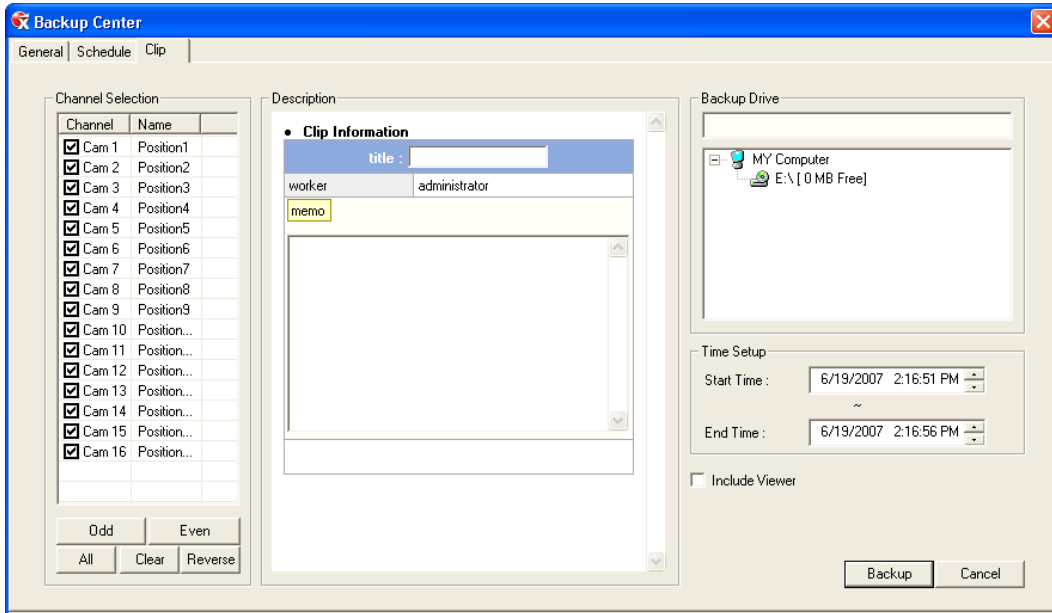 Backup Center
General Schedule Clip
Channel Selection
Channel Name
Cam 1 Position1
Cam 2 Position2
Cam 3 Position3
Cam 4 Position4
Cam 5 Position5
Cam 6 Position6
Cam 7 Position7
Cam 8 Position8
Cam 9 Position9
Cam 10 Position...
Cam 11 Position...
Cam 12 Position...
Cam 13 Position...
Cam 14 Position...
Cam 15 Position...
Cam 16 Position...
Odd Even
All Clear Reverse
Description
• Clip Information
title :
worker administrator
memo
Backup Drive
MY Computer
E:\ [ 0 MB Free]
Time Setup
Start Time : 6/19/2007 2:16:51 PM
~
End Time : 6/19/2007 2:16:56 PM
Include Viewer
Backup Cancel